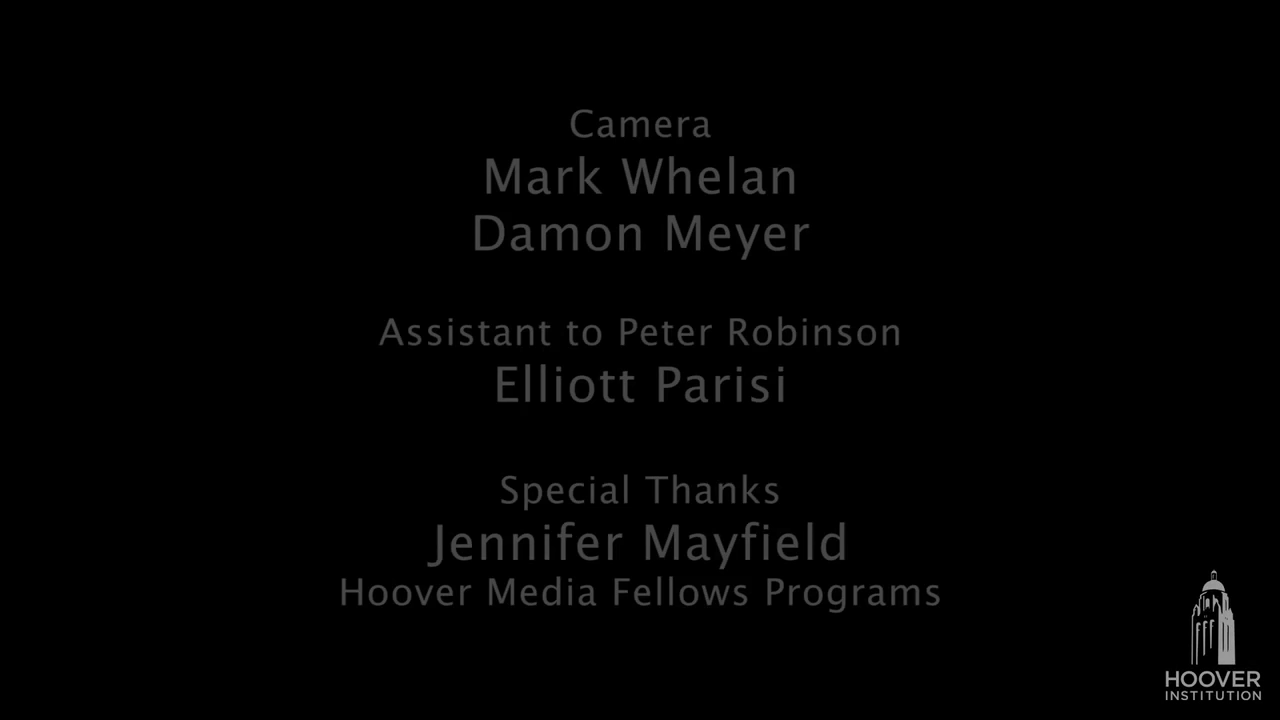 Camera
Mark Whelan
Damon Meyer
Assistant to Peter Robinson
Elliott Parisi
Special Thanks
Jennifer Mayfield
Hoover Media Fellows Programs
HOOVER
INSTITUTION